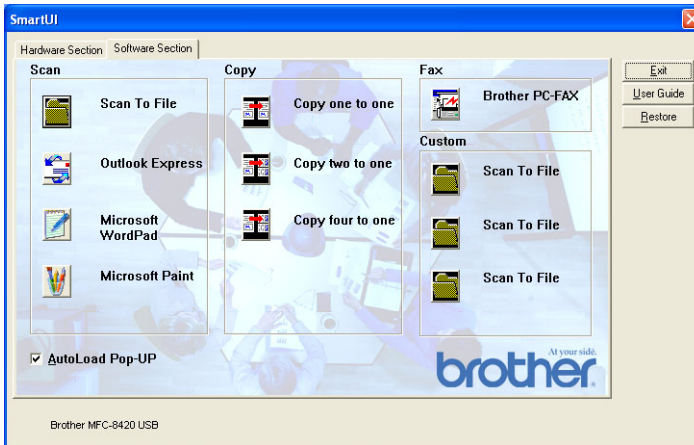 SmartUI
Hardware Section
Software Section
Scan
Scan To File
Outlook Express
Microsoft
WordPad
Microsoft Paint
Copy
Copy one to one
Copy two to one
Copy four to one
Fax
Brother PC-FAX
Custom
Scan To File
Scan To File
Scan To File
Exit
User Guide
Restore
AutoLoad Pop-UP
At your side.
brother
Brother MFC-8420 USB